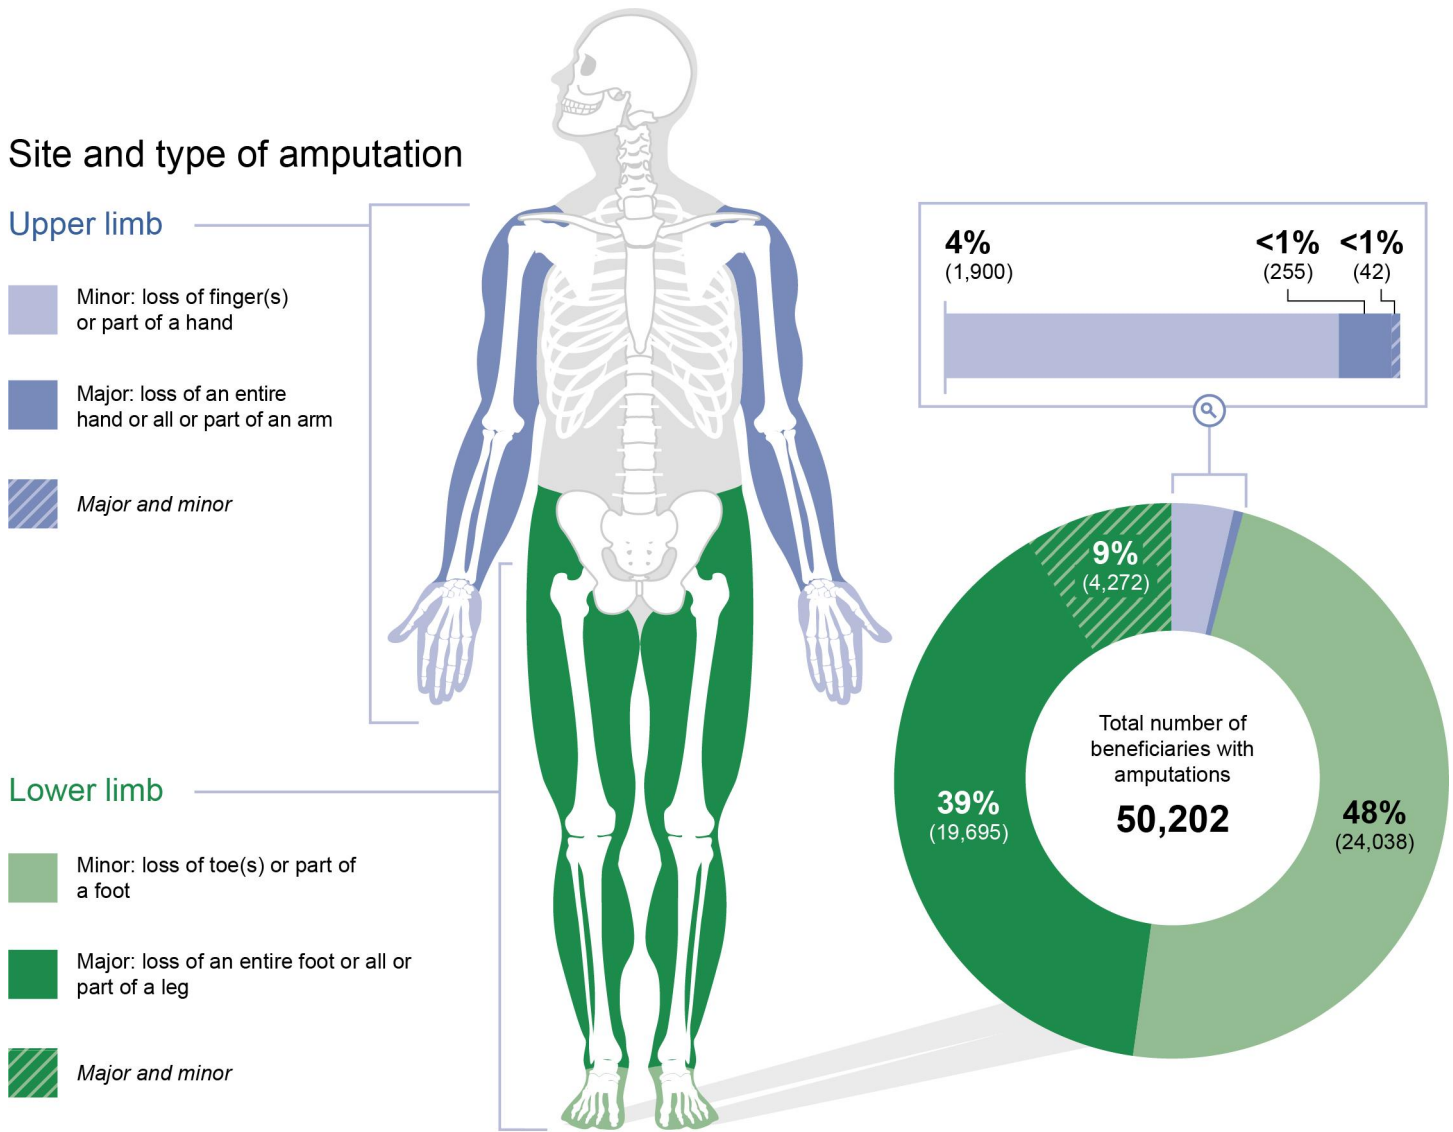 Site and type of amputation
Upper limb
Minor: loss of finger(s)
or part of a hand
Major: loss of an entire
hand or all or part of an arm
Major and minor
Lower limb
Minor: loss of toe(s) or part of
a foot
Major: loss of an entire foot or all or
part of a leg
Major and minor
4%
(1,900)
<1%
(255)
<1%
(42)
9%
(4,272)
39%
(19,695)
48%
(24,038)
Total number of
beneficiaries with
amputations
50,202